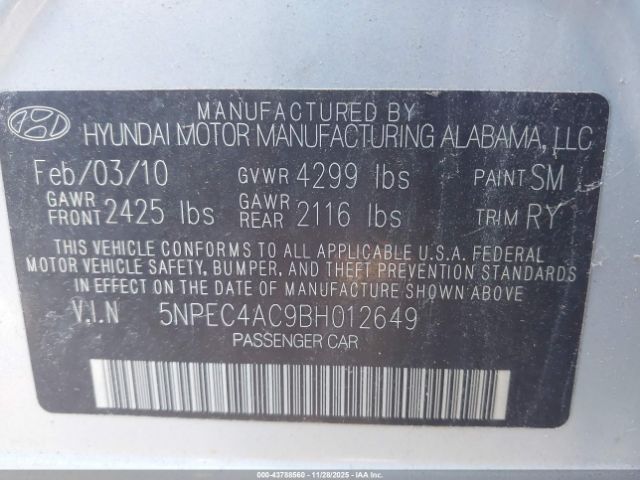 MANUFACTURED BY
HYUNDAI MOTOR MANUFACTURING ALABAMA, LLC
Feb/03/10 GVWR 4299 lbs PAINT SM
GAWR FRONT 2425 lbs GAWR REAR 2116 lbs TRIM RY
THIS VEHICLE CONFORMS TO ALL APPLICABLE U.S.A. FEDERAL
MOTOR VEHICLE SAFETY, BUMPER, AND THEFT PREVENTION STANDARDS
IN EFFECT ON THE DATE OF MANUFACTURE SHOWN ABOVE.
V.I.N 5NPEC4AC9BH012649
PASSENGER CAR
000-43788560 - 11/28/2025 - IAAI.COM